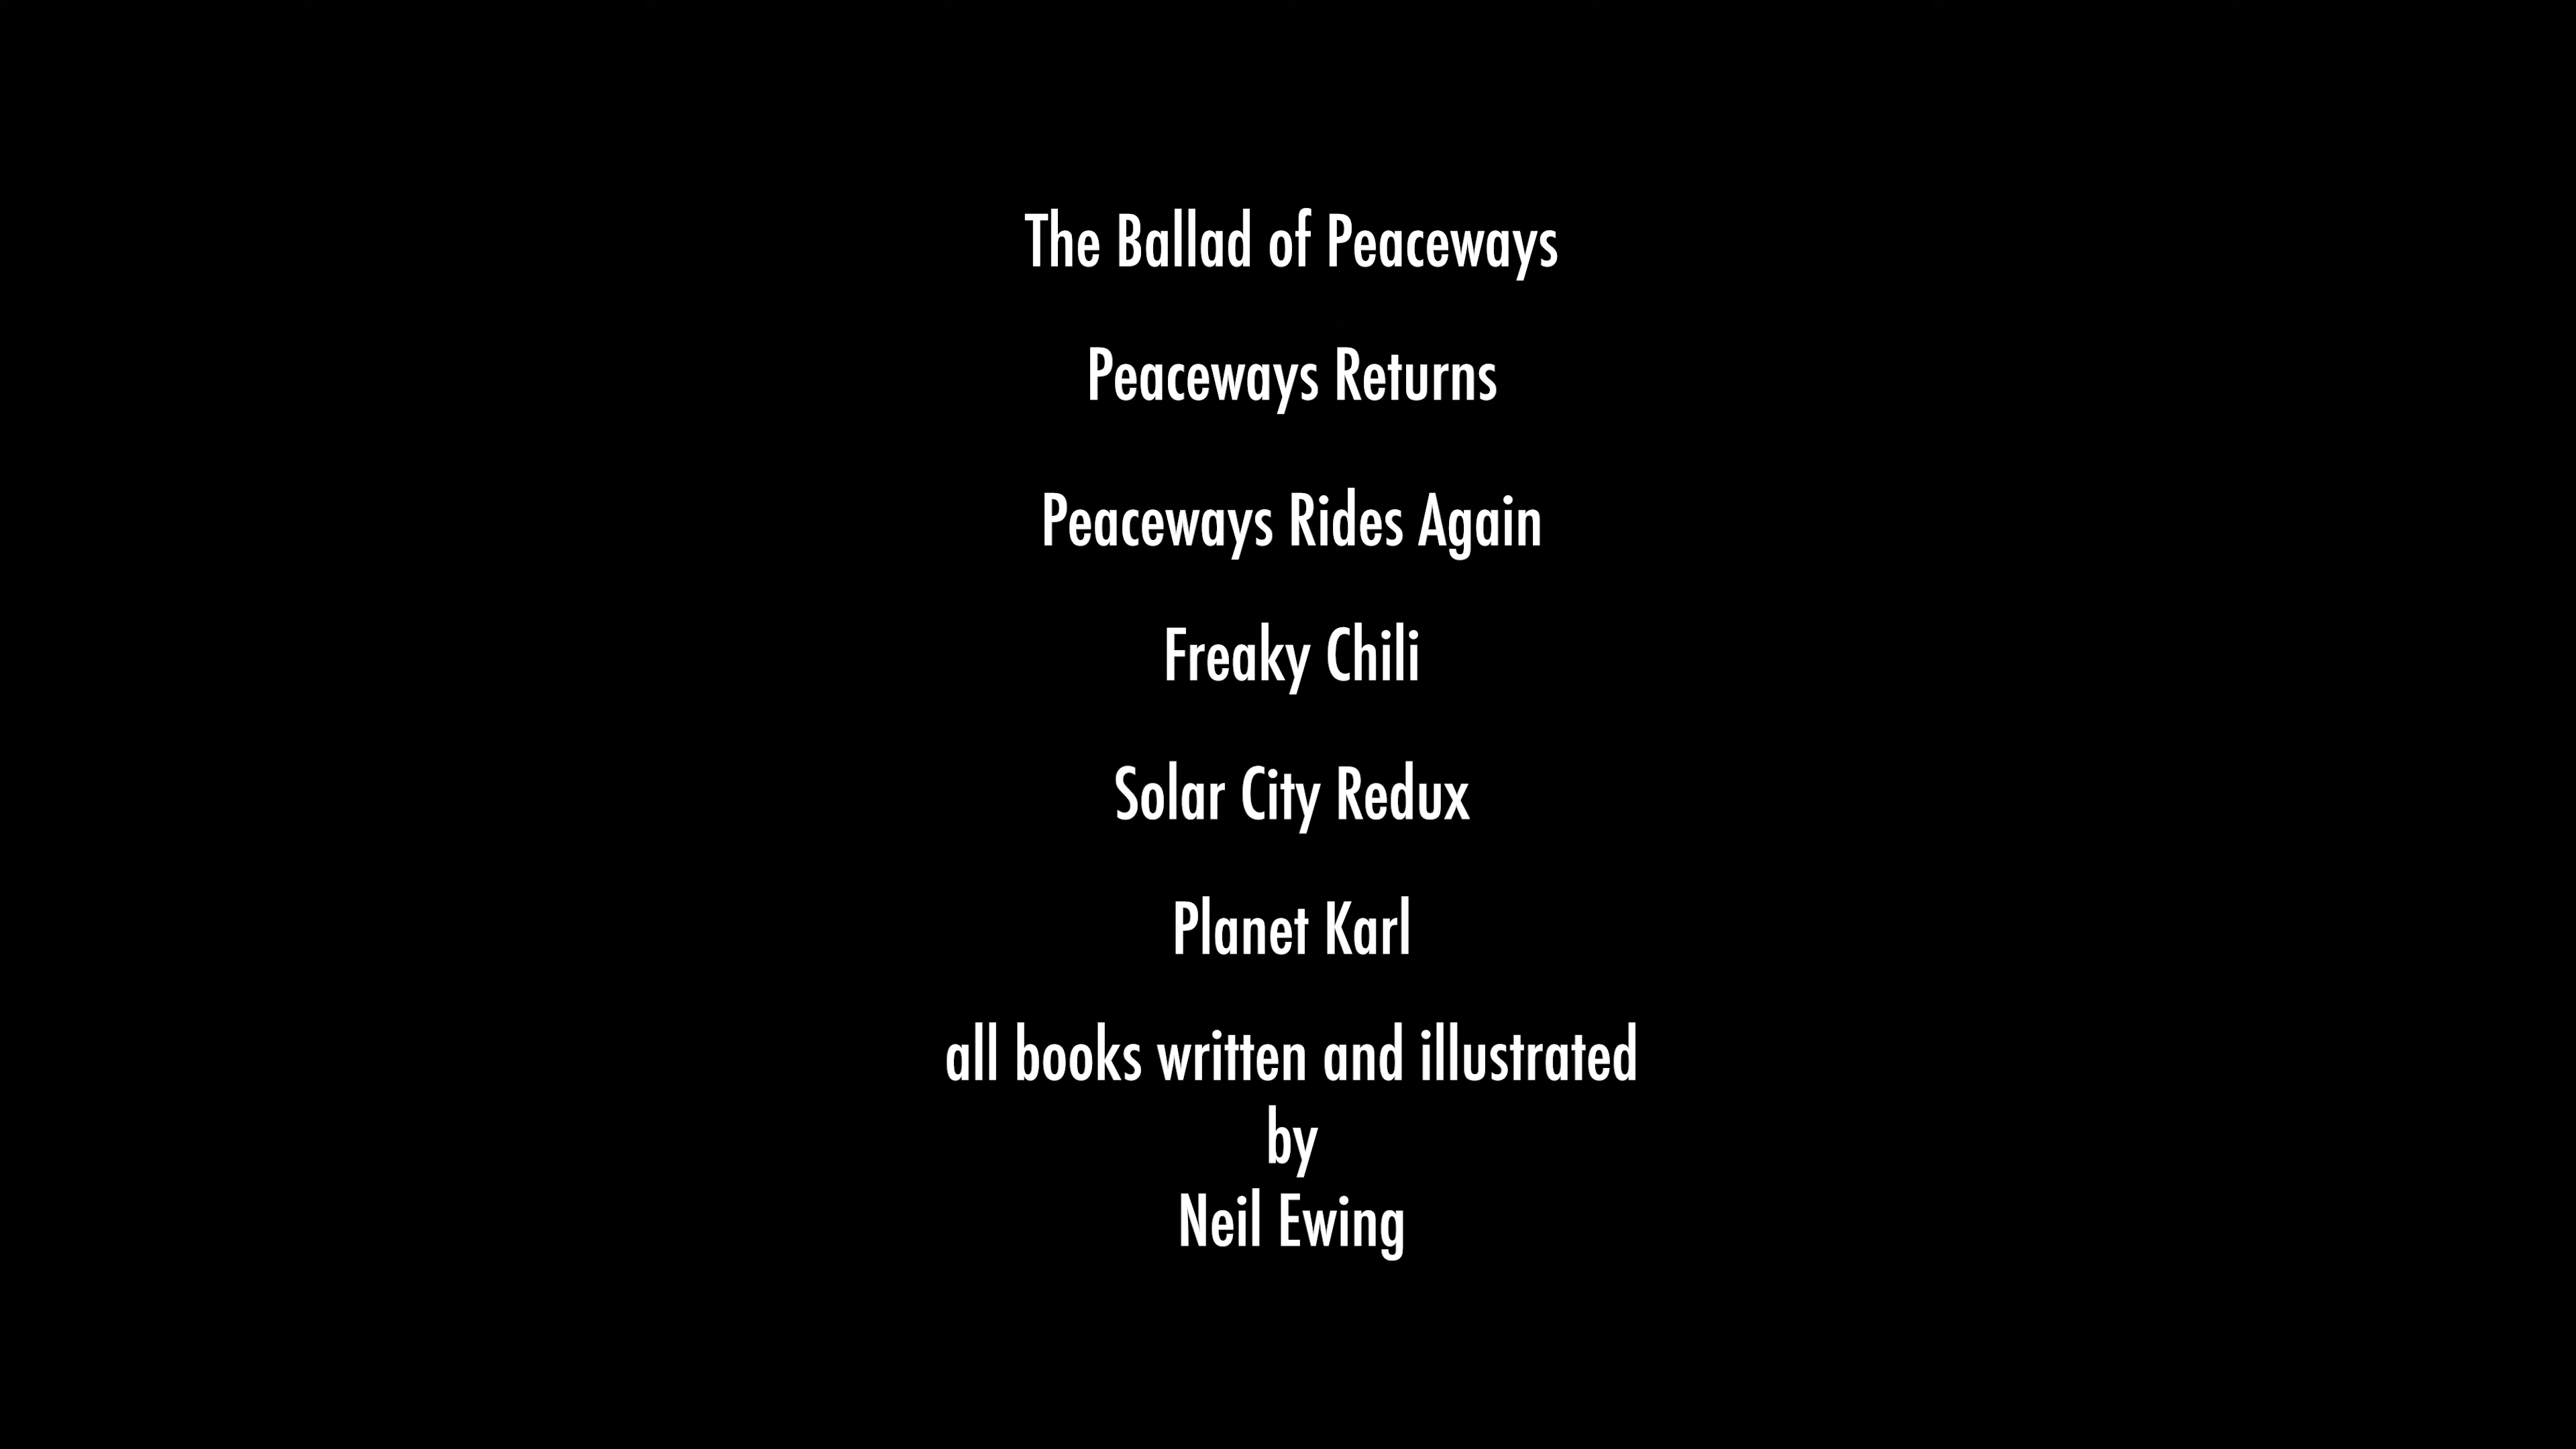 The Ballad of Peaceways
Peaceways Returns
Peaceways Rides Again
Freaky Chili
Solar City Redux
Planet Karl
all books written and illustrated
by
Neil Ewing